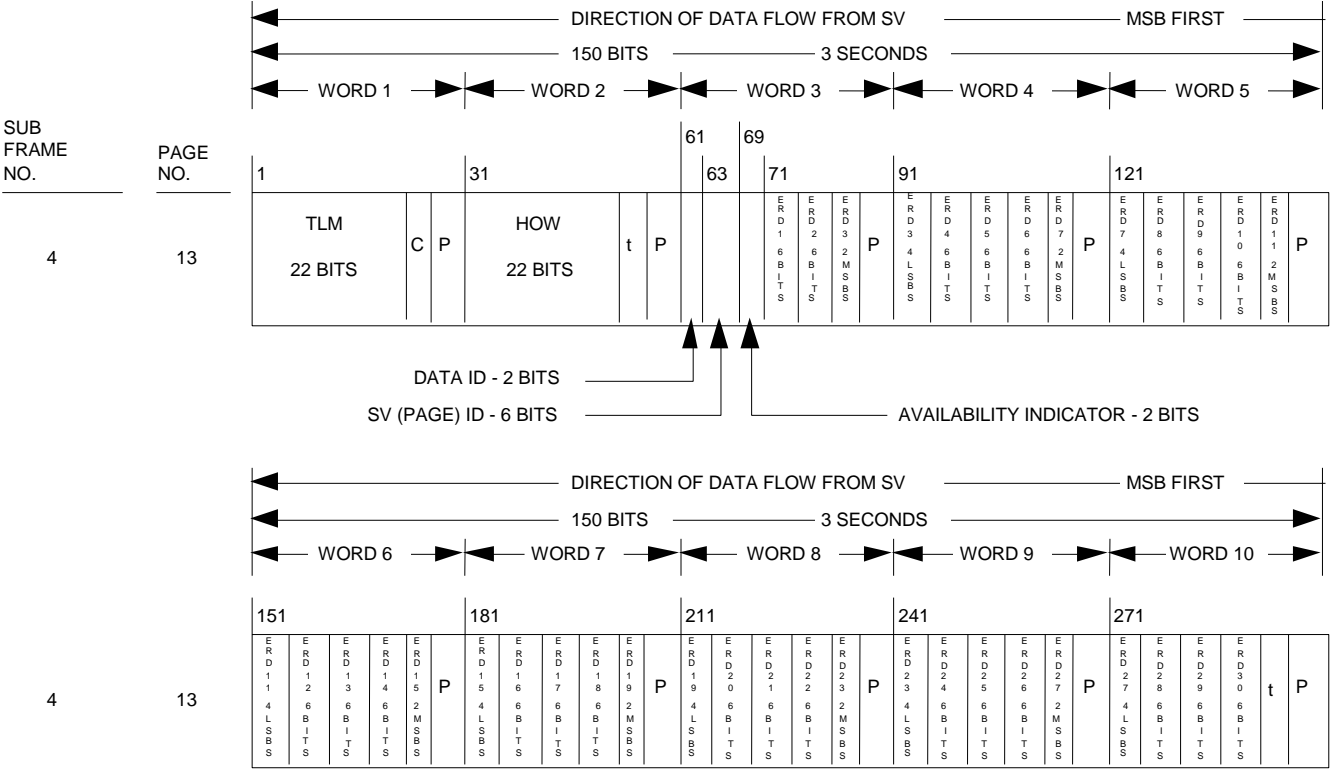 DIRECTION OF DATA FLOW FROM SV MSB FIRST
150 BITS 3 SECONDS
WORD 1 WORD 2 WORD 3 WORD 4 WORD 5
SUB
FRAME
NO.
PAGE
NO.
61 69
1 31 63 71 91 121
4 13
TLM
22 BITS
C P
HOW
22 BITS
t P
ERD1 6 BITS
ERD2 6 BITS
ERD3 2 MSBS
P
ERD3 4 LSBS
ERD4 6 BITS
ERD5 6 BITS
ERD6 6 BITS
ERD7 2 MSBS
P
ERD7 4 LSBS
ERD8 6 BITS
ERD9 6 BITS
ERD10 6 BITS
ERD11 2 MSBS
P
DATA ID - 2 BITS
SV (PAGE) ID - 6 BITS
AVAILABILITY INDICATOR - 2 BITS
DIRECTION OF DATA FLOW FROM SV MSB FIRST
150 BITS 3 SECONDS
WORD 6 WORD 7 WORD 8 WORD 9 WORD 10
151 181 211 241 271
4 13
ERD11 4 LSBS
ERD12 6 BITS
ERD13 6 BITS
ERD14 6 BITS
ERD15 2 MSBS
P
ERD15 4 LSBS
ERD16 6 BITS
ERD17 6 BITS
ERD18 6 BITS
ERD19 2 MSBS
P
ERD19 4 LSBS
ERD20 6 BITS
ERD21 6 BITS
ERD22 6 BITS
ERD23 2 MSBS
P
ERD23 4 LSBS
ERD24 6 BITS
ERD25 6 BITS
ERD26 6 BITS
ERD27 2 MSBS
P
ERD27 4 LSBS
ERD28 6 BITS
ERD29 6 BITS
ERD30 6 BITS
t P